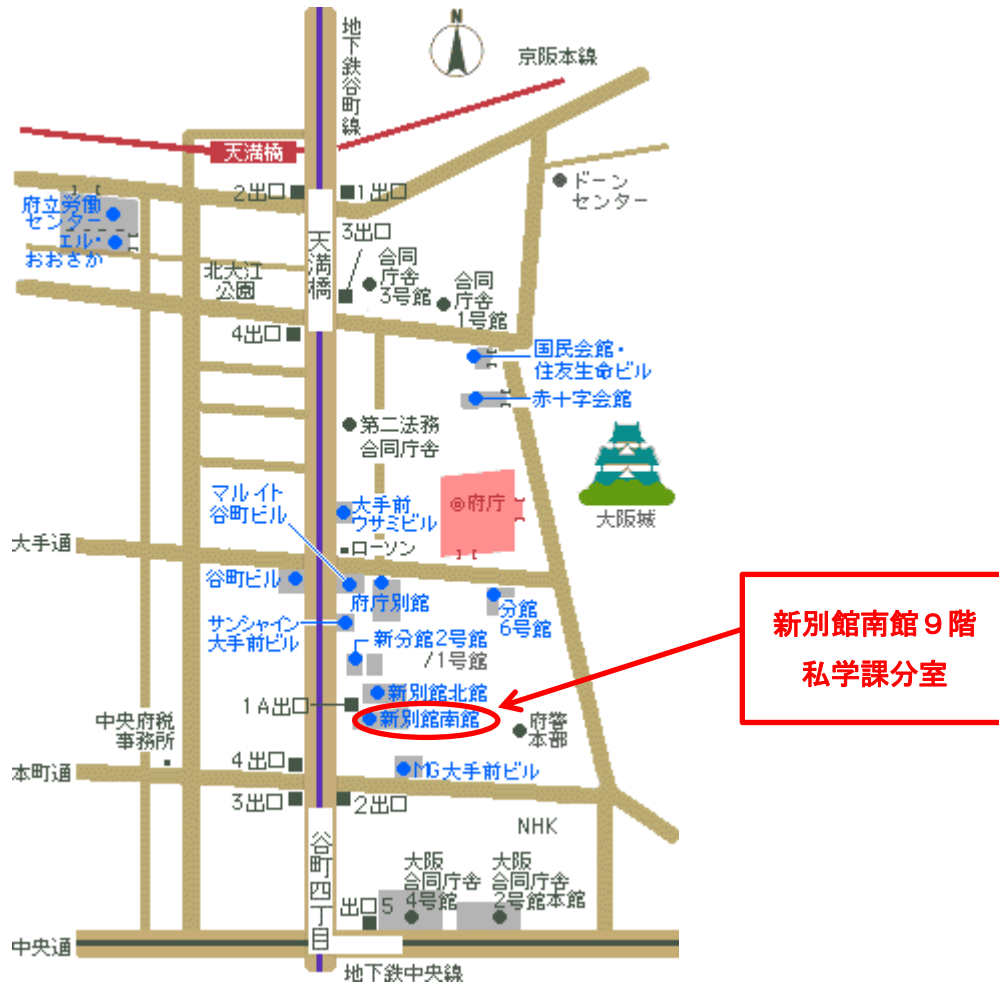 N
地下鉄谷町線
京阪本線
天満橋
2出口
1出口
ドーン
センター
府立労働
センター
エル・
おおさか
3出口
天満橋
合同
庁舎
3号館
合同
庁舎
1号館
北大江
公園
4出口
国民会館・
住友生命ビル
赤十字会館
第二法務
合同庁舎
マルイト
谷町ビル
大手前
ウサミビル
◎府庁
大阪城
大手通
ローソン
谷町ビル
府庁別館
分館
6号館
サンシャイン
大手前ビル
新分館2号館
/1号館
新別館南館9階
私学課分室
新別館北館
1A出口
新別館南館
中央府税
事務所
府警
本部
4出口
本町通
MG大手前ビル
3出口
2出口
NHK
谷町四丁目
大阪
合同庁舎
4号館
大阪
合同庁舎
2号館本館
出口5
中央通
地下鉄中央線